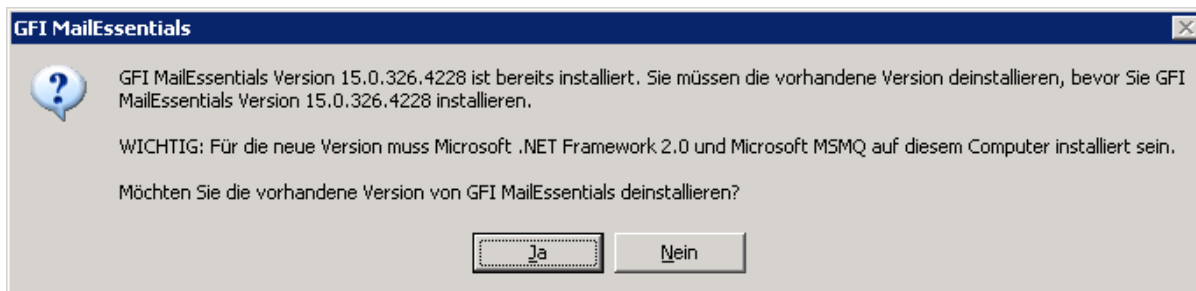 GFI MailEssentials
GFI MailEssentials Version 15.0.326.4228 ist bereits installiert. Sie müssen die vorhandene Version deinstallieren, bevor Sie GFI
MailEssentials Version 15.0.326.4228 installieren.
WICHTIG: Für die neue Version muss Microsoft .NET Framework 2.0 und Microsoft MSMQ auf diesem Computer installiert sein.
Möchten Sie die vorhandene Version von GFI MailEssentials deinstallieren?
Ja Nein